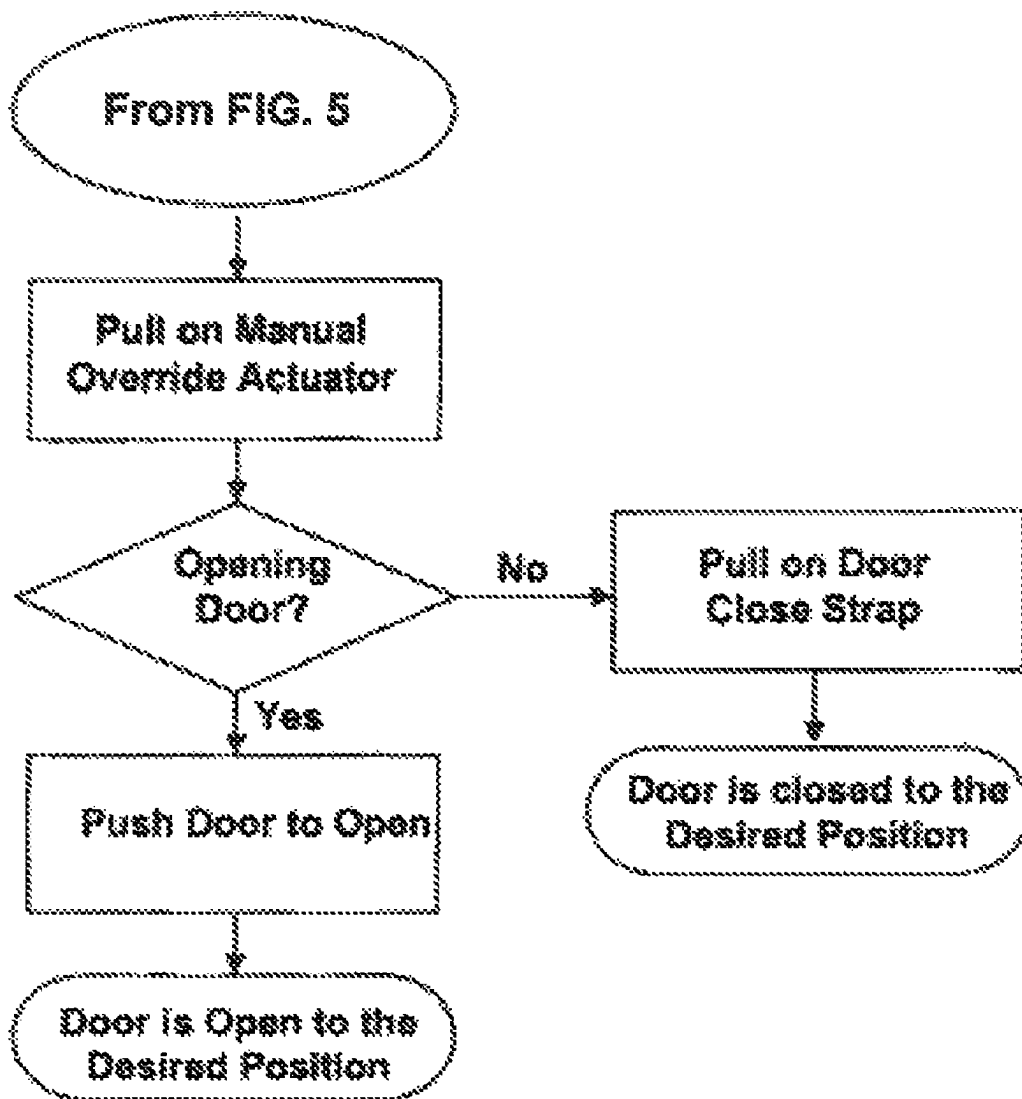 From FIG. 5
Pull on Manual
Override Actuator
Opening
Door?
No
Pull on Door
Close Strap
Yes
Push Door to Open
Door is closed to the
Desired Position
Door is Open to the
Desired Position